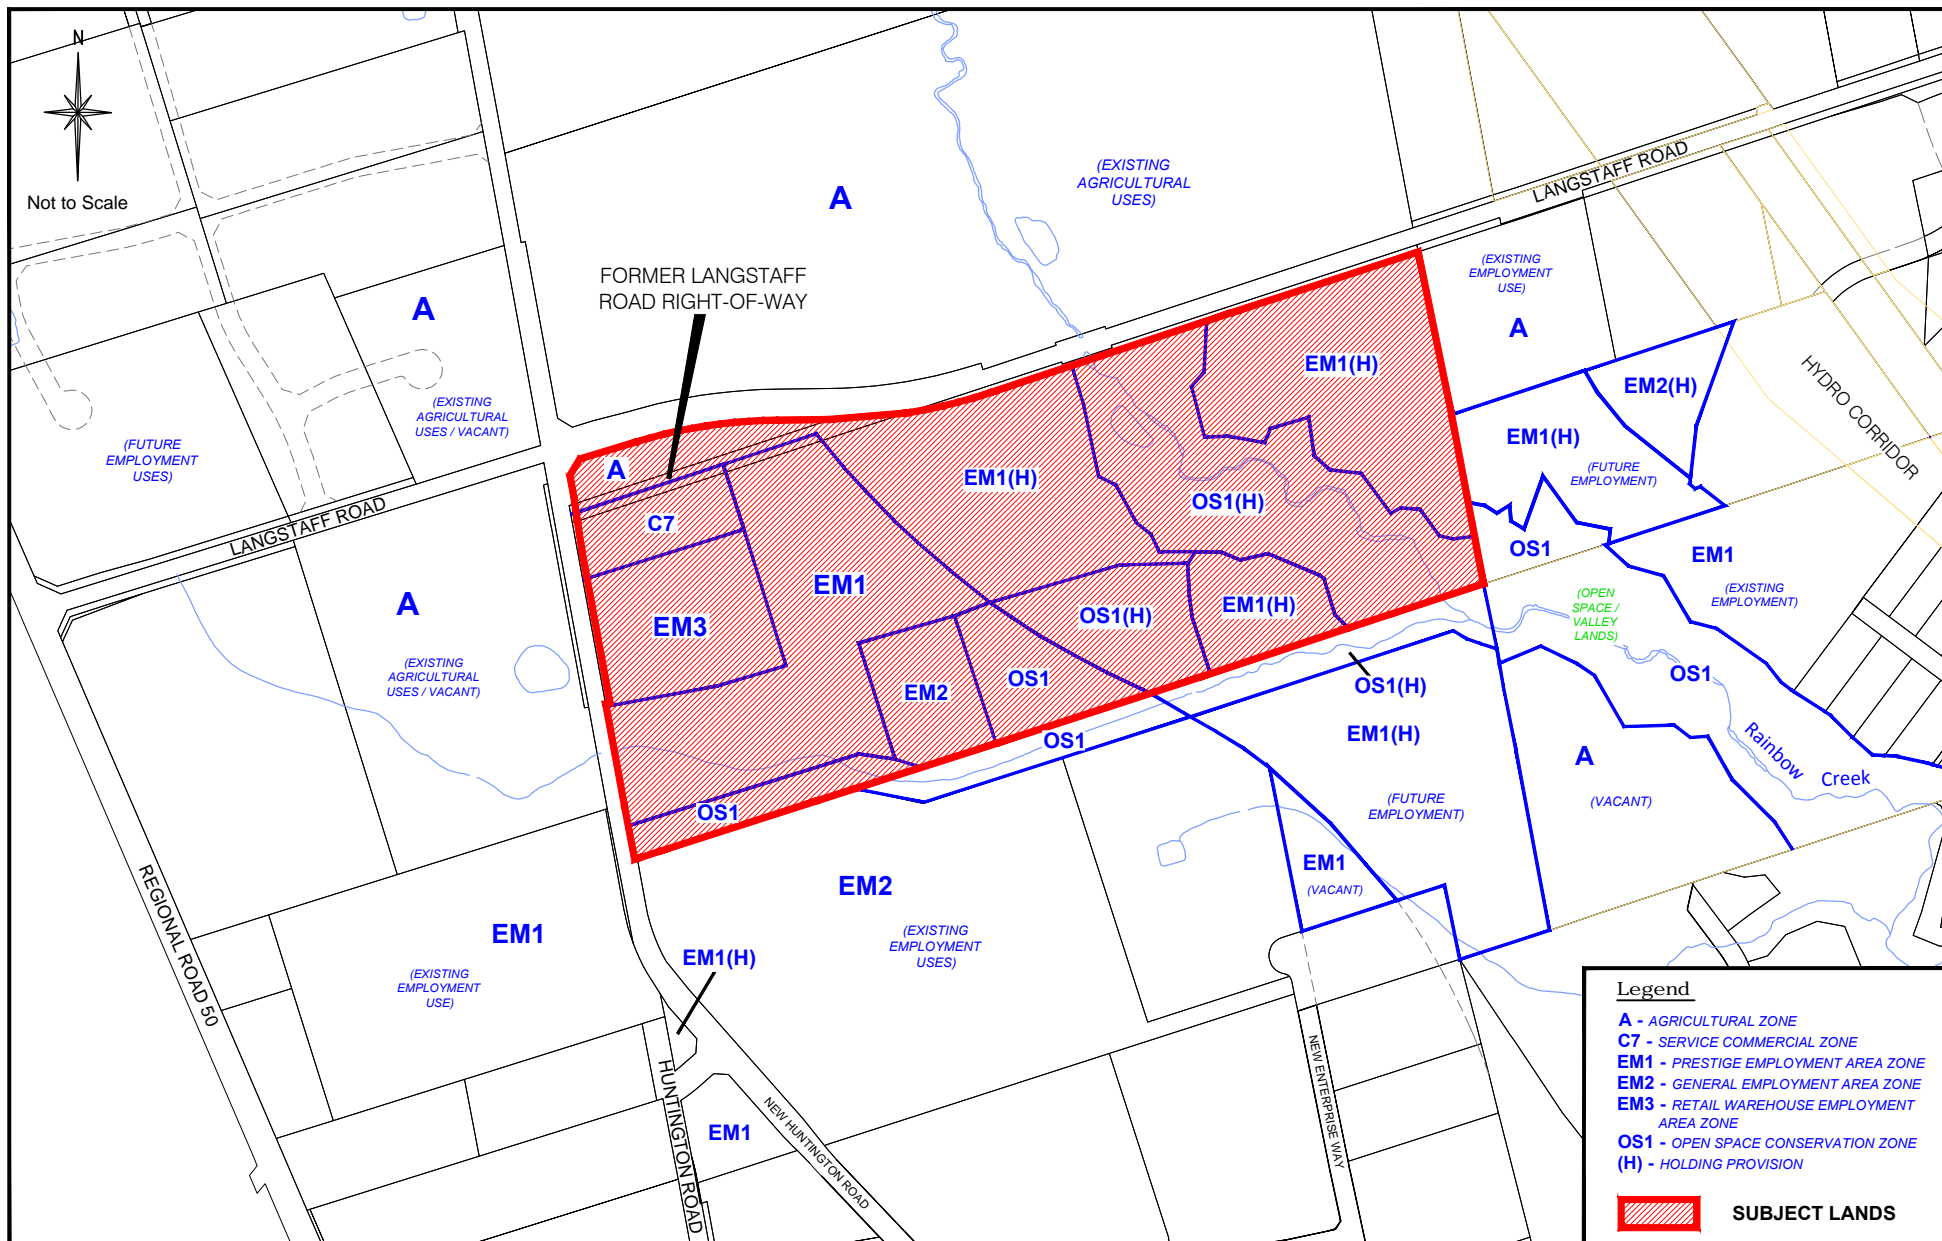 N
Not to Scale
A
(EXISTING
AGRICULTURAL
USES)
LANGSTAFF ROAD
FORMER LANGSTAFF
ROAD RIGHT-OF-WAY
(EXISTING
EMPLOYMENT
USE)
A
A
(EXISTING
AGRICULTURAL
USES / VACANT)
(FUTURE
EMPLOYMENT
USES)
LANGSTAFF ROAD
HYDRO CORRIDOR
EM2(H)
EM1(H)
(FUTURE
EMPLOYMENT)
EM1(H)
A
C7
EM1(H)
OS1(H)
OS1
EM1
(EXISTING
EMPLOYMENT)
(OPEN
SPACE /
VALLEY
LANDS)
A
(EXISTING
AGRICULTURAL
USES / VACANT)
EM1
EM3
OS1(H)
EM1(H)
EM2
OS1
OS1(H)
OS1
OS1
Rainbow
Creek
EM1(H)
(FUTURE
EMPLOYMENT)
A
(VACANT)
OS1
EM1
(VACANT)
EM2
(EXISTING
EMPLOYMENT
USES)
EM1
(EXISTING
EMPLOYMENT
USE)
EM1(H)
REGIONAL ROAD 50
HUNTINGTON ROAD
EM1
NEW HUNTINGTON ROAD
NEW ENTERPRISE WAY
Legend
A - AGRICULTURAL ZONE
C7 - SERVICE COMMERCIAL ZONE
EM1 - PRESTIGE EMPLOYMENT AREA ZONE
EM2 - GENERAL EMPLOYMENT AREA ZONE
EM3 - RETAIL WAREHOUSE EMPLOYMENT
AREA ZONE
OS1 - OPEN SPACE CONSERVATION ZONE
(H) - HOLDING PROVISION
SUBJECT LANDS